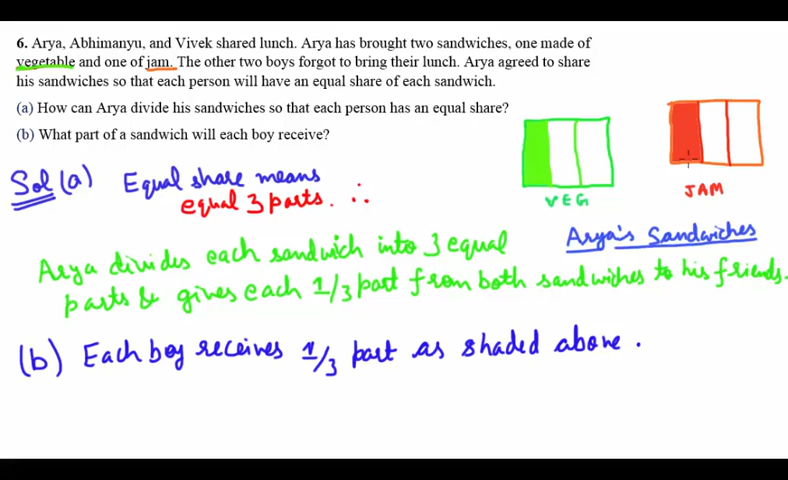 6. Arya, Abhimanyu, and Vivek shared lunch. Arya has brought two sandwiches, one made of
vegetable and one of jam. The other two boys forgot to bring their lunch. Arya agreed to share
his sandwiches so that each person will have an equal share of each sandwich.
(a) How can Arya divide his sandwiches so that each person has an equal share?
(b) What part of a sandwich will each boy receive?
VEG
JAM
Sol (a) Equal share means
equal 3 parts. ∴
Arya's Sandwiches
Arya divides each sandwich into 3 equal
parts & gives each 1/3 part from both sandwiches to his friends.
(b) Each boy receives 1/3 part as shaded above.